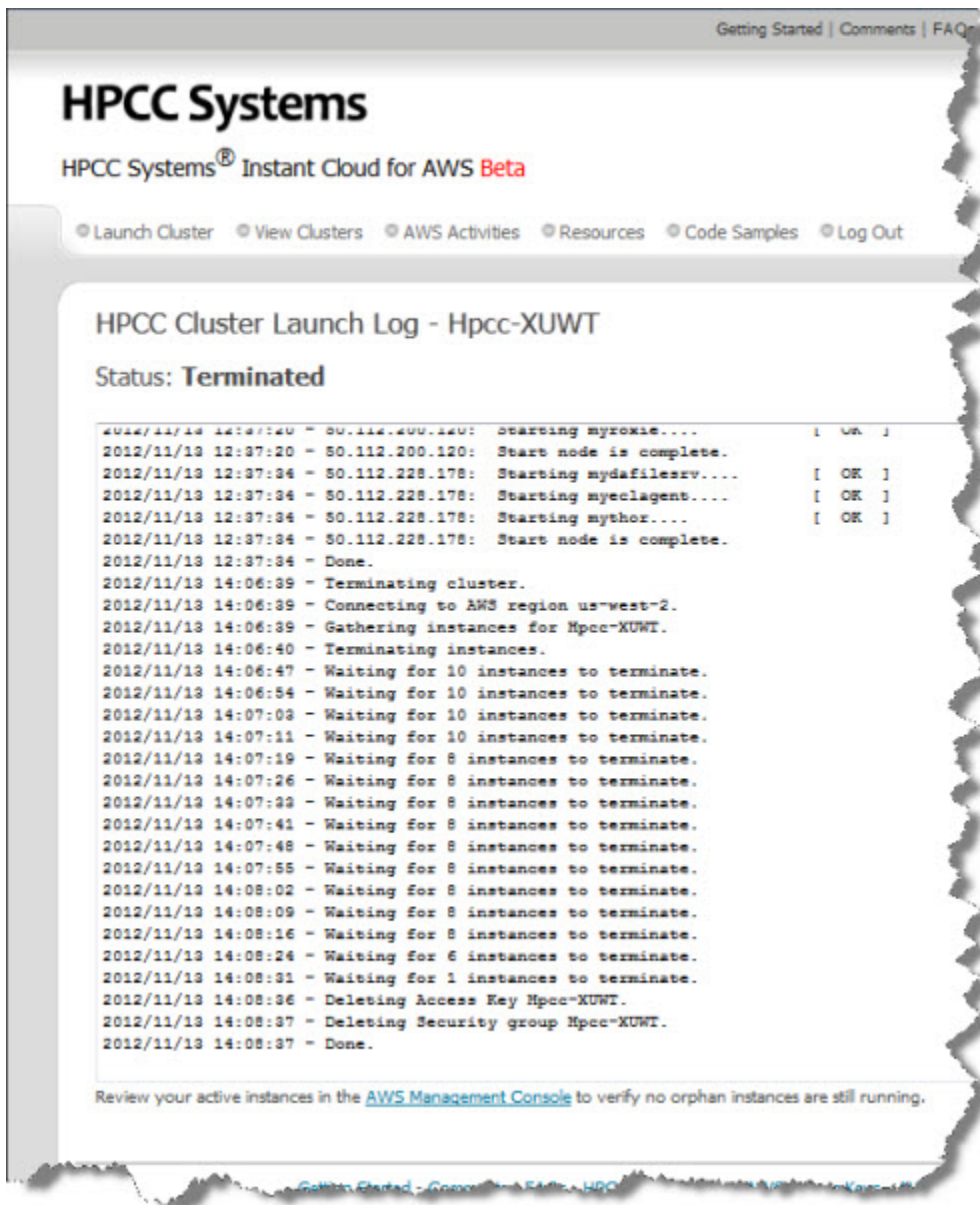 Getting Started | Comments | FAQs
HPCC Systems
HPCC Systems® Instant Cloud for AWS Beta
Launch Cluster View Clusters AWS Activities Resources Code Samples Log Out
HPCC Cluster Launch Log - Hpcc-XUWT
Status: Terminated
2012/11/13 12:37:20 - 50.112.200.120: Starting myroxie.... [ OK ]
2012/11/13 12:37:20 - 50.112.200.120: Start node is complete.
2012/11/13 12:37:34 - 50.112.228.178: Starting mydafilesrv.... [ OK ]
2012/11/13 12:37:34 - 50.112.228.178: Starting myeclagent.... [ OK ]
2012/11/13 12:37:34 - 50.112.228.178: Starting mythor.... [ OK ]
2012/11/13 12:37:34 - 50.112.228.178: Start node is complete.
2012/11/13 12:37:34 - Done.
2012/11/13 14:06:39 - Terminating cluster.
2012/11/13 14:06:39 - Connecting to AWS region us-west-2.
2012/11/13 14:06:39 - Gathering instances for Hpcc-XUWT.
2012/11/13 14:06:40 - Terminating instances.
2012/11/13 14:06:47 - Waiting for 10 instances to terminate.
2012/11/13 14:06:54 - Waiting for 10 instances to terminate.
2012/11/13 14:07:03 - Waiting for 10 instances to terminate.
2012/11/13 14:07:11 - Waiting for 10 instances to terminate.
2012/11/13 14:07:19 - Waiting for 8 instances to terminate.
2012/11/13 14:07:26 - Waiting for 8 instances to terminate.
2012/11/13 14:07:33 - Waiting for 8 instances to terminate.
2012/11/13 14:07:41 - Waiting for 8 instances to terminate.
2012/11/13 14:07:48 - Waiting for 8 instances to terminate.
2012/11/13 14:07:55 - Waiting for 8 instances to terminate.
2012/11/13 14:08:02 - Waiting for 8 instances to terminate.
2012/11/13 14:08:09 - Waiting for 8 instances to terminate.
2012/11/13 14:08:16 - Waiting for 8 instances to terminate.
2012/11/13 14:08:24 - Waiting for 6 instances to terminate.
2012/11/13 14:08:31 - Waiting for 1 instances to terminate.
2012/11/13 14:08:36 - Deleting Access Key Hpcc-XUWT.
2012/11/13 14:08:37 - Deleting Security group Hpcc-XUWT.
2012/11/13 14:08:37 - Done.
Review your active instances in the AWS Management Console to verify no orphan instances are still running.